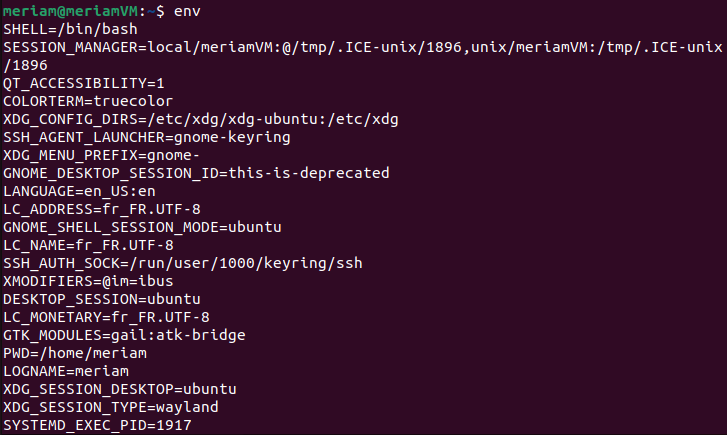 meriam@meriamVM:~$ env
SHELL=/bin/bash
SESSION_MANAGER=local/meriamVM:@/tmp/.ICE-unix/1896,unix/meriamVM:/tmp/.ICE-unix
/1896
QT_ACCESSIBILITY=1
COLORTERM=truecolor
XDG_CONFIG_DIRS=/etc/xdg/xdg-ubuntu:/etc/xdg
SSH_AGENT_LAUNCHER=gnome-keyring
XDG_MENU_PREFIX=gnome-
GNOME_DESKTOP_SESSION_ID=this-is-deprecated
LANGUAGE=en_US:en
LC_ADDRESS=fr_FR.UTF-8
GNOME_SHELL_SESSION_MODE=ubuntu
LC_NAME=fr_FR.UTF-8
SSH_AUTH_SOCK=/run/user/1000/keyring/ssh
XMODIFIERS=@im=ibus
DESKTOP_SESSION=ubuntu
LC_MONETARY=fr_FR.UTF-8
GTK_MODULES=gail:atk-bridge
PWD=/home/meriam
LOGNAME=meriam
XDG_SESSION_DESKTOP=ubuntu
XDG_SESSION_TYPE=wayland
SYSTEMD_EXEC_PID=1917